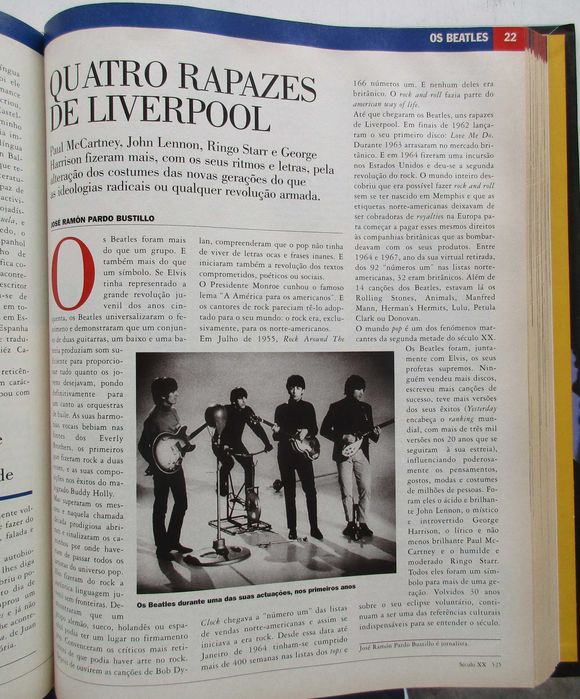 OS BEATLES 22
QUATRO RAPAZES
DE LIVERPOOL
Paul McCartney, John Lennon, Ringo Starr e George
Harrison fizeram mais, com os seus ritmos e letras, pela
alteração dos costumes das novas gerações do que
as ideologias radicais ou qualquer revolução armada.
JOSÉ RAMÓN PARDO BUSTILLO
Os Beatles foram mais
do que um grupo. E
também mais do que
um símbolo. Se Elvis
tinha representado a
grande revolução ju-
venil dos anos cin-
quenta, os Beatles universalizaram o fe-
nómeno e demonstraram que um conjun-
to de duas guitarras, um baixo e uma ba-
teria produziam som su-
ficiente para proporcio-
nar tudo quanto os jo-
vens desejavam, pondo
definitivamente para
um canto as orquestras
de baile. As suas harmo-
nias vocais bebiam nas
fontes dos Everly
Brothers, os primeiros
que fizeram rock a duas
vozes, e as suas compo-
sições nos êxitos do ma-
logrado Buddy Holly.
Mas superaram os mes-
tres e naquela chamada
década prodigiosa abri-
ram e vitalizaram os ca-
minhos por onde have-
riam de passar todos os
do universo pop.
Eles fizeram do rock a
linguagem ju-
venil sem fronteiras. De-
monstraram que um
grupo alemão, sueco, holandês ou espa-
nhol podia ter um lugar no firmamento
convenceram os críticos mais reti-
centes de que podia haver arte no rock.
Depois de ouvirem as canções de Bob Dy-
lan, compreenderam que o pop não tinha
de viver de letras ocas e frases inanes. E
iniciaram também a revolução dos textos
comprometidos, poéticos ou sociais.
O Presidente Monroe cunhou o famoso
lema "A América para os americanos". E
os cantores de rock pareciam tê-lo adop-
tado para o seu mundo: o rock era, exclu-
sivamente, para os norte-americanos.
Em Julho de 1955, Rock Around The
Os Beatles durante uma das suas actuações, nos primeiros anos
Clock chegava a "número um" das listas
de vendas norte-americanas e assim se
iniciava a era rock. Desde essa data até
Janeiro de 1964 tinham-se cumprido
mais de 400 semanas nas listas dos tops e
166 números um. E nenhum deles era
britânico. O rock and roll fazia parte do
american way of life.
Até que chegaram os Beatles, uns rapazes
de Liverpool. Em finais de 1962 lança-
ram o seu primeiro disco: Love Me Do.
Durante 1963 arrasaram no mercado bri-
tânico. E em 1964 fizeram uma incursão
nos Estados Unidos e deu-se a segunda
revolução do rock. O mundo inteiro des-
cobriu que era possível fazer rock and roll
sem se ter nascido em Memphis e que as
etiquetas norte-americanas deixavam de
ser cobradoras de royalties na Europa pa-
ra começar a pagar esses mesmos direitos
às companhias britânicas que as bombar-
deavam com os seus produtos. Entre
1964 e 1967, ano da sua virtual retirada,
dos 92 "números um" nas listas norte-
americanas, 32 eram britânicos. Além de
14 canções dos Beatles, estavam lá os
Rolling Stones, Animals, Manfred
Mann, Herman's Hermits, Lulu, Petula
Clark ou Donovan.
O mundo pop é um dos fenómenos mar-
cantes da segunda metade do século XX.
Os Beatles foram, junta-
mente com Elvis, os seus
profetas supremos. Nin-
guém vendeu mais discos,
escreveu mais canções de
sucesso, teve mais versões
dos seus êxitos (Yesterday
encabeça o ranking mun-
dial, com mais de três mil
versões nos 20 anos que se
seguiram à sua estreia),
influenciando poderosa-
mente os pensamentos,
gostos, modas e costumes
de milhões de pessoas. Fo-
ram eles o ácido e brilhan-
te John Lennon, o místico
e introvertido George
Harrison, o lírico e não
menos brilhante Paul Mc-
Cartney e o humilde e
moderado Ringo Starr.
Todos eles foram um sím-
bolo para mais de uma ge-
ração. Volvidos 30 anos
sobre o seu eclipse voluntário, conti-
nuam a ser uma das referências culturais
indispensáveis para se entender o século.
José Ramón Pardo Bustillo é jornalista.
Século XX 525